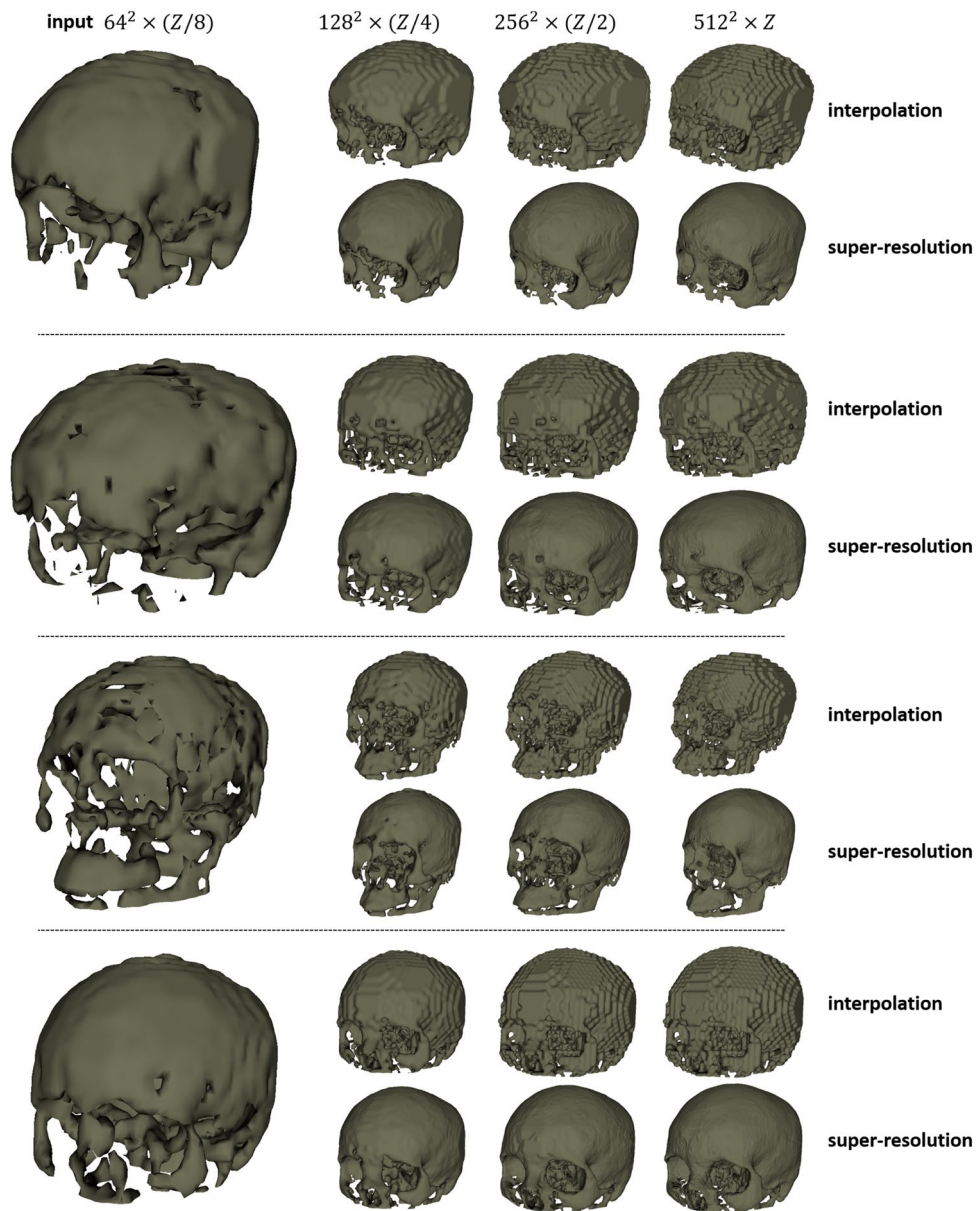 input 64² × (Z/8) 128² × (Z/4) 256² × (Z/2) 512² × Z
interpolation
super-resolution
interpolation
super-resolution
interpolation
super-resolution
interpolation
super-resolution